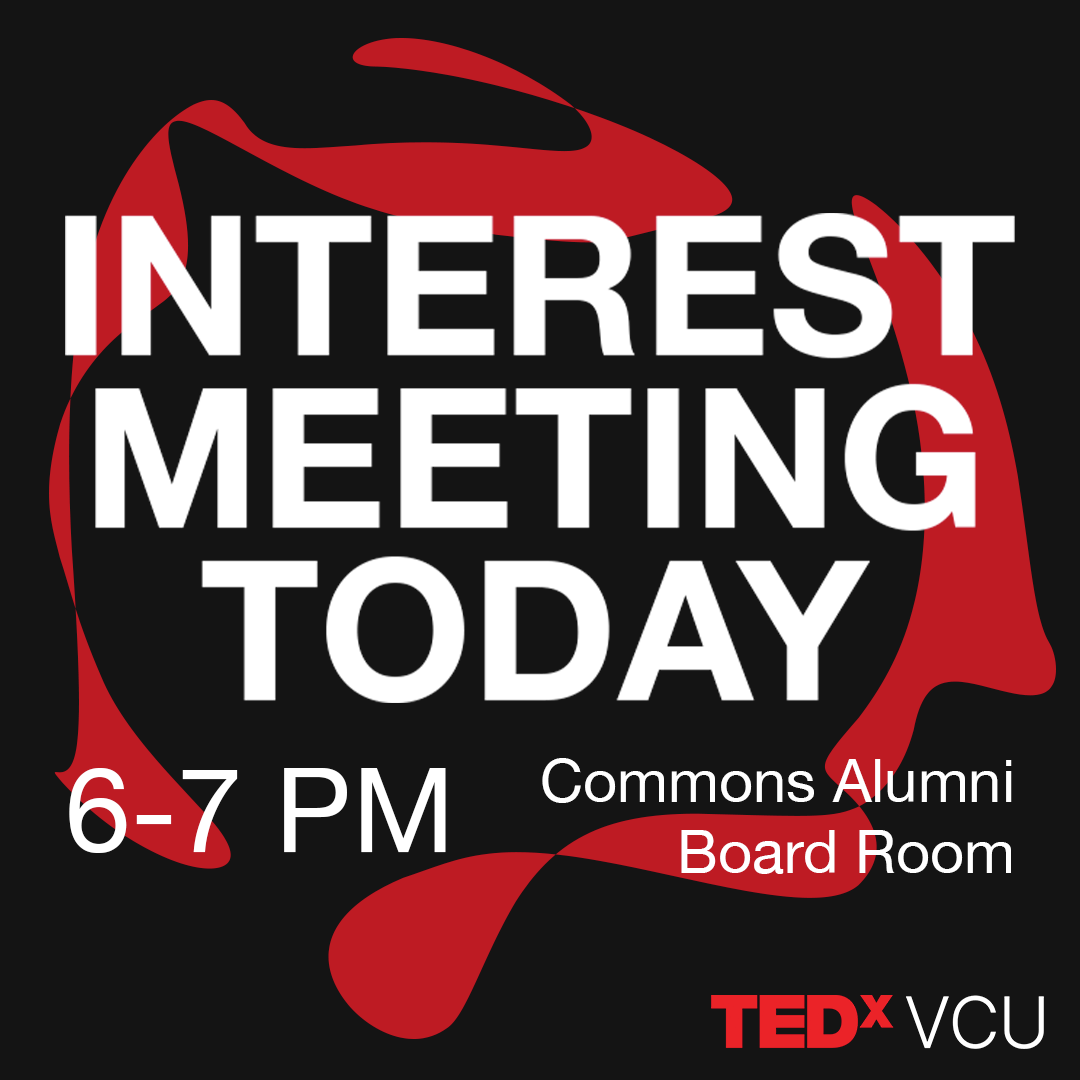 INTEREST
MEETING
TODAY
6-7 PM
Commons Alumni
Board Room
TEDx VCU